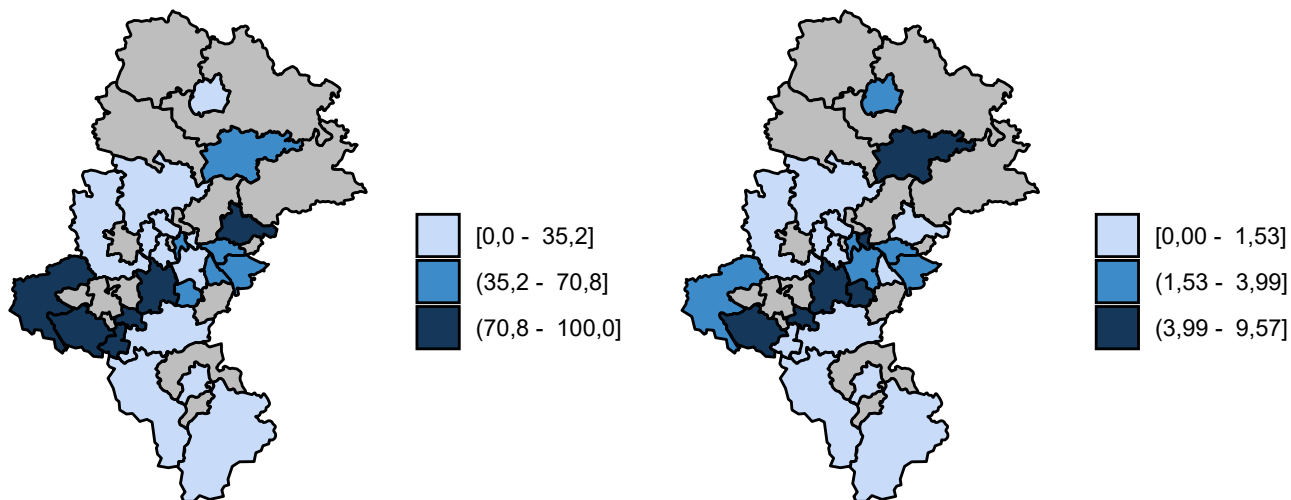 [0,0 - 35,2]
(35,2 - 70,8]
(70,8 - 100,0]
[0,00 - 1,53]
(1,53 - 3,99]
(3,99 - 9,57]